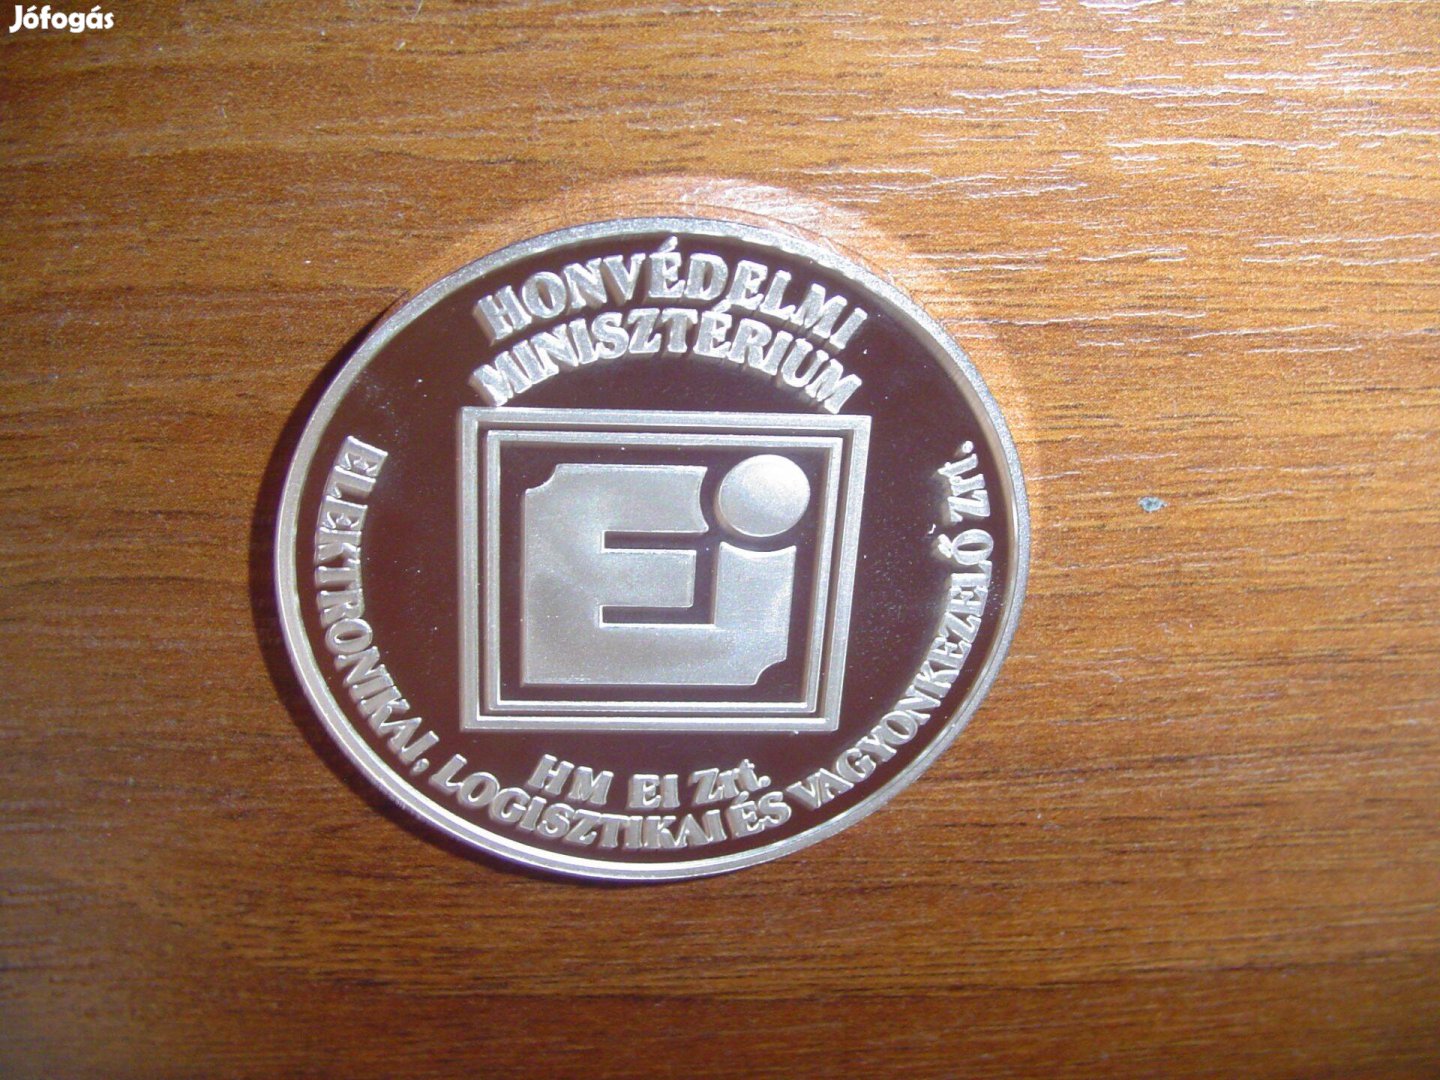 Jófogás
HONVÉDELMI
MINISZTÉRIUM
Ei
HM EI Zrt.
ELEKTRONIKAI, LOGISZTIKAI ÉS VAGYONKEZELŐ Zrt.